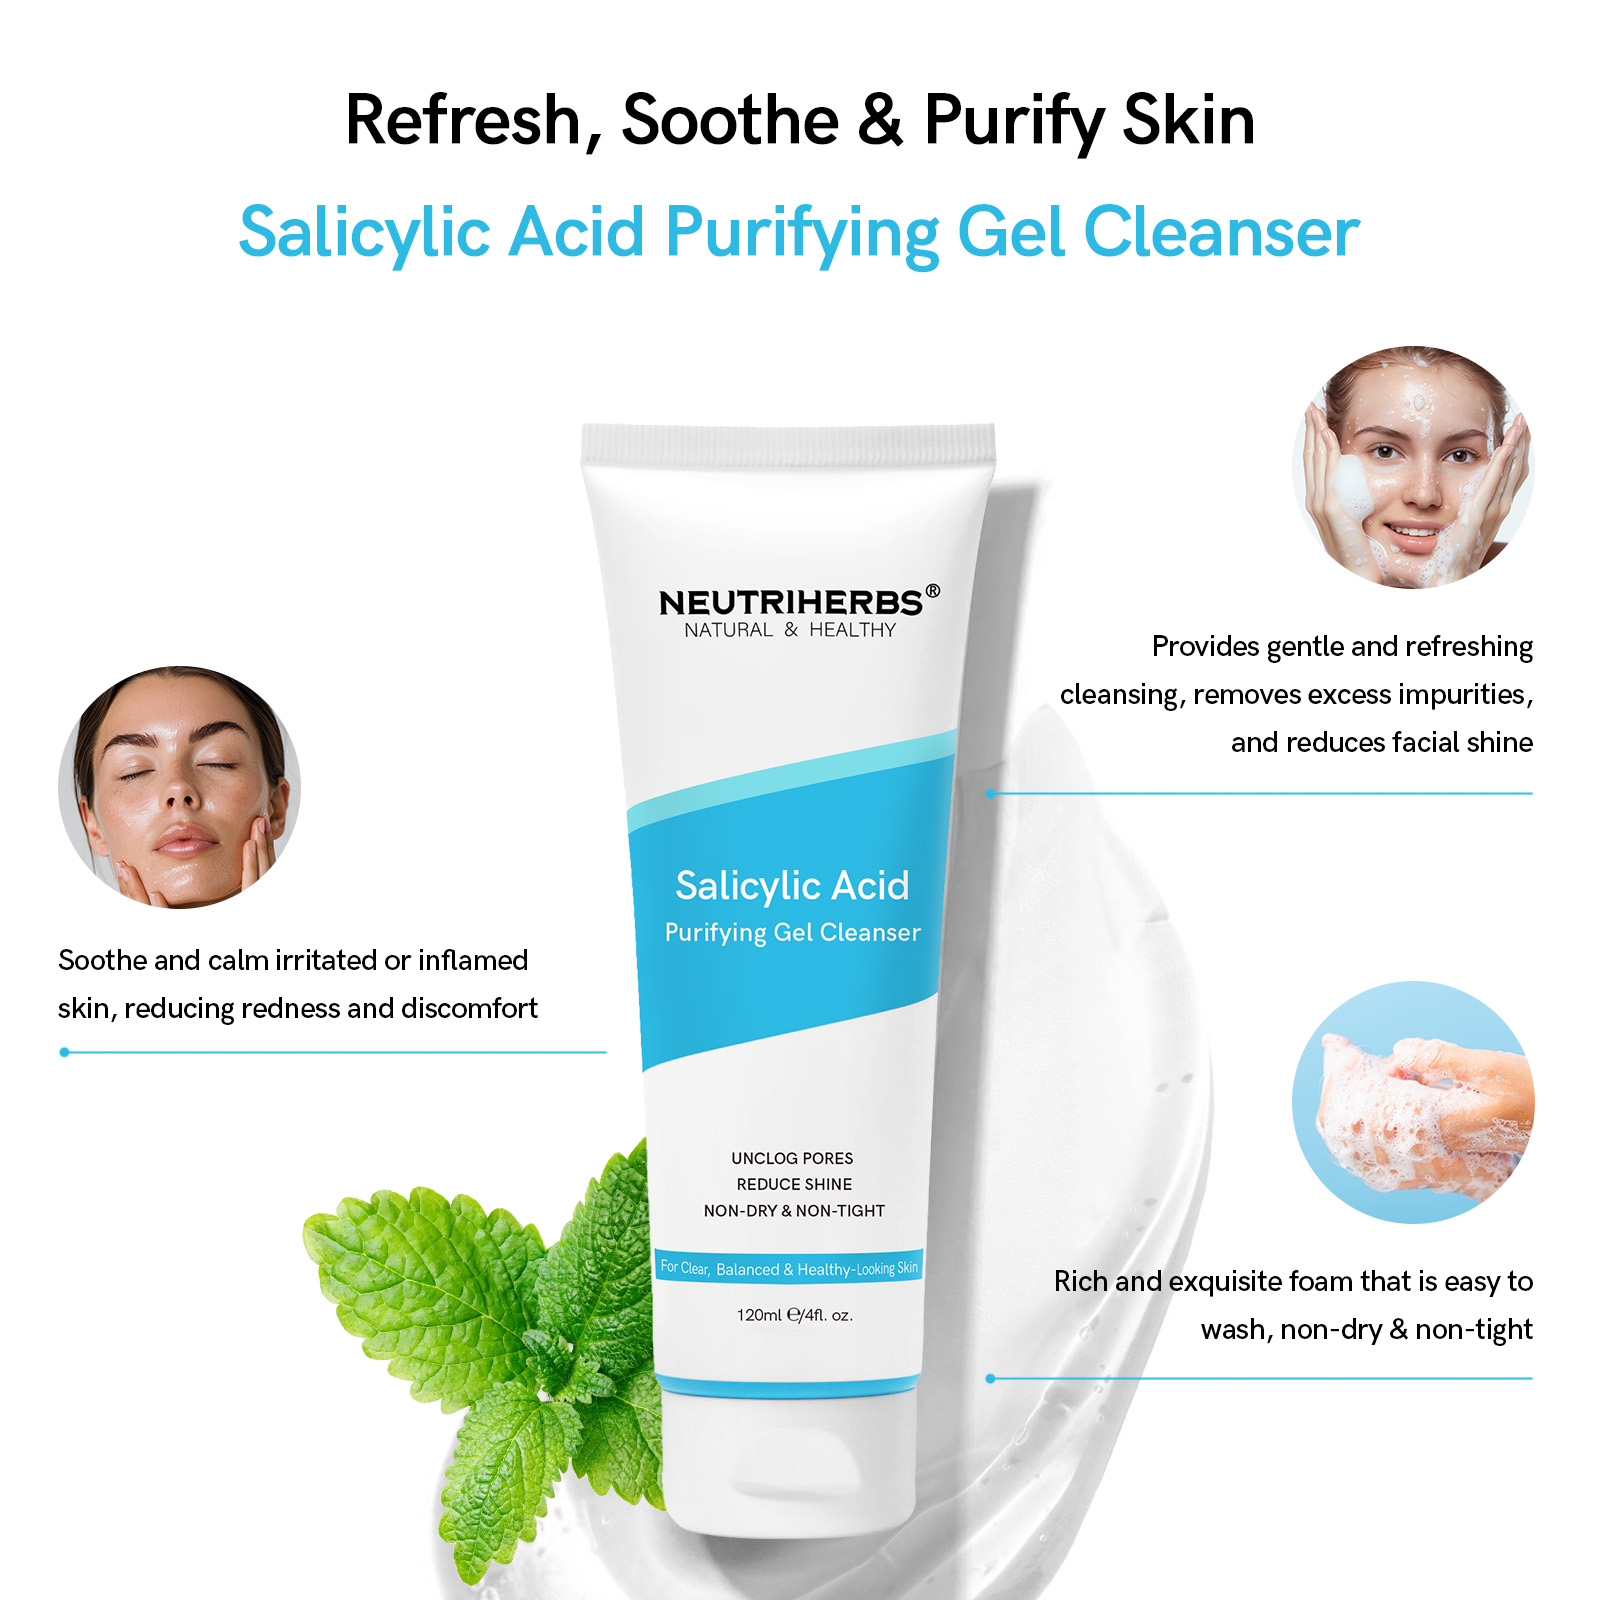 Refresh, Soothe & Purify Skin
Salicylic Acid Purifying Gel Cleanser
NEUTRIHERBS®
NATURAL & HEALTHY
Provides gentle and refreshing
cleansing, removes excess impurities,
and reduces facial shine
Salicylic Acid
Purifying Gel Cleanser
Soothe and calm irritated or inflamed
skin, reducing redness and discomfort
UNCLOG PORES
REDUCE SHINE
NON-DRY & NON-TIGHT
For Clear, Balanced & Healthy-Looking Skin
120ml ℮/4fl. oz.
Rich and exquisite foam that is easy to
wash, non-dry & non-tight